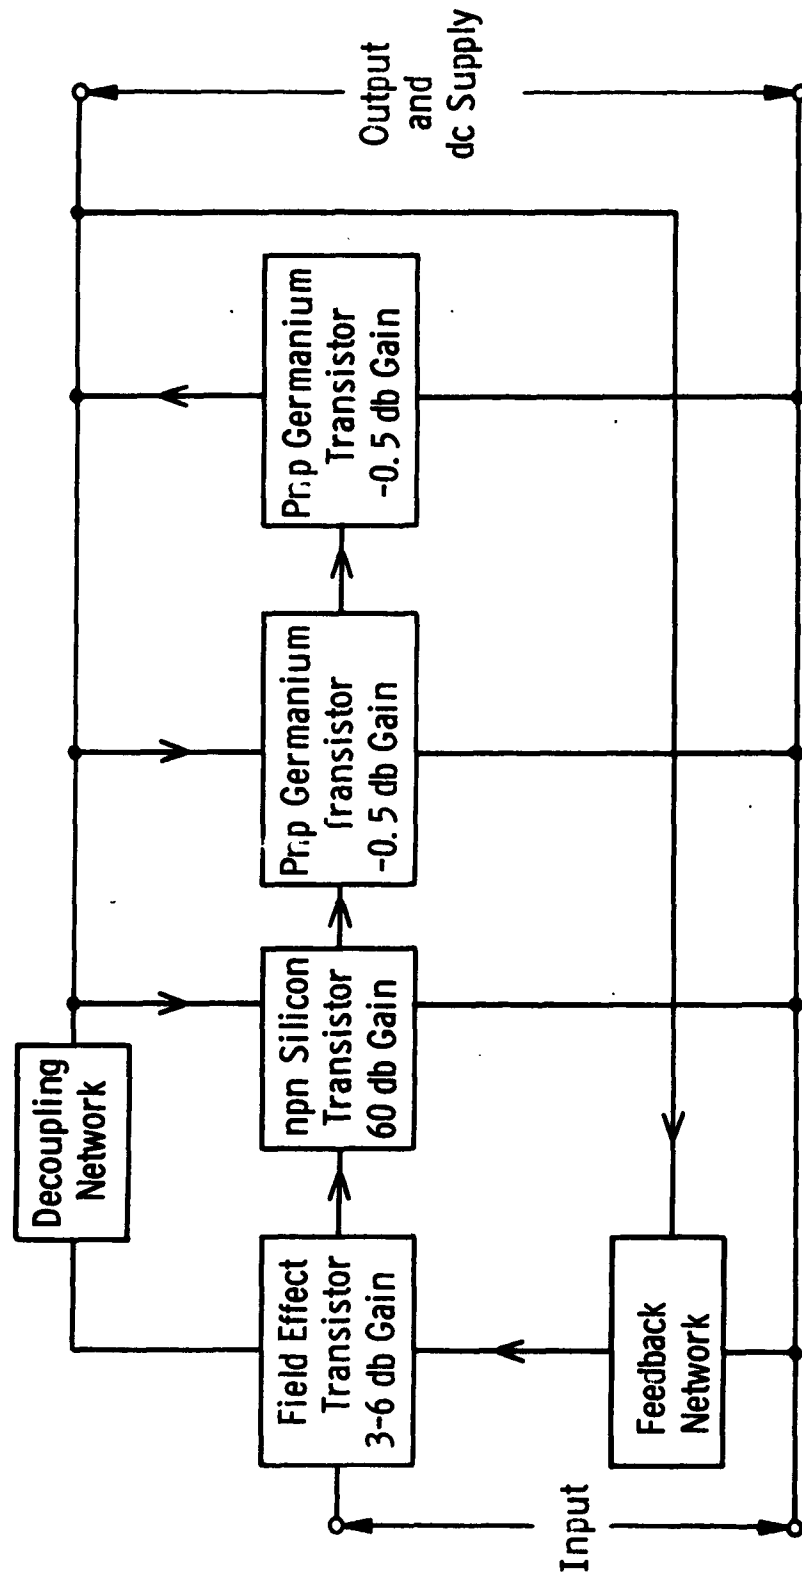 Decoupling
Network
Field Effect
Transistor
3-6 db Gain
npn Silicon
Transistor
60 db Gain
Pnp Germanium
Transistor
-0.5 db Gain
Pnp Germanium
Transistor
-0.5 db Gain
Feedback
Network
Input
Output
and
dc Supply